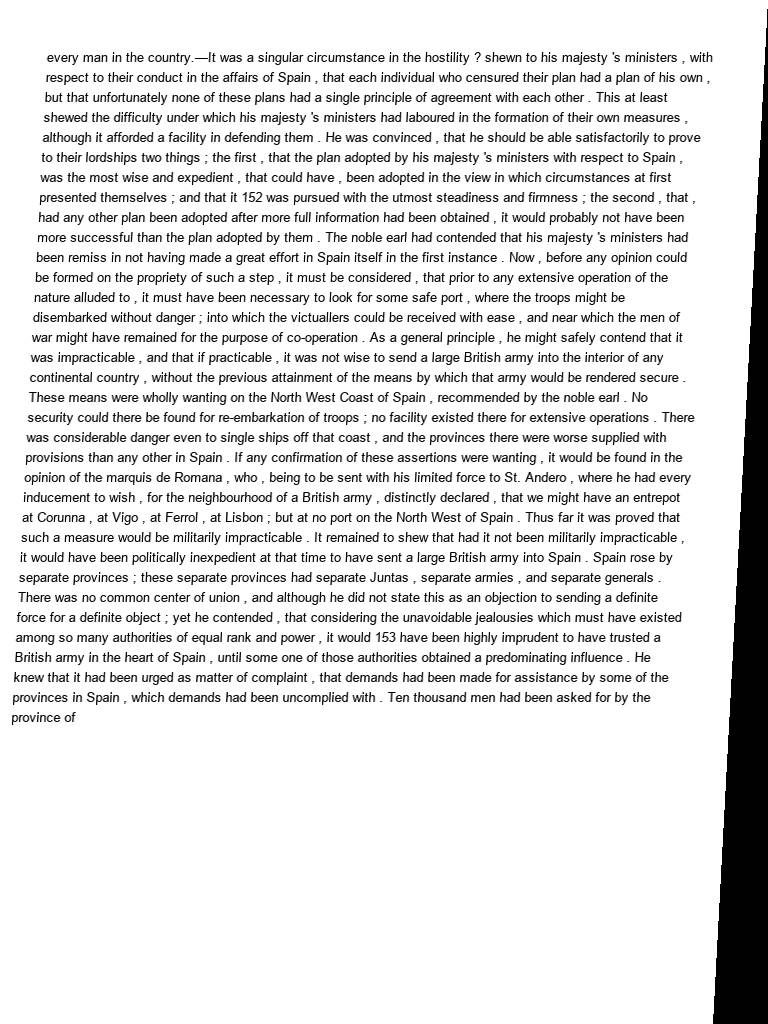 every man in the country.—It was a singular circumstance in the hostility ? shewn to his majesty 's ministers , with
respect to their conduct in the affairs of Spain , that each individual who censured their plan had a plan of his own ,
but that unfortunately none of these plans had a single principle of agreement with each other . This at least
shewed the difficulty under which his majesty 's ministers had laboured in the formation of their own measures ,
although it afforded a facility in defending them . He was convinced , that he should be able satisfactorily to prove
to their lordships two things ; the first , that the plan adopted by his majesty 's ministers with respect to Spain ,
was the most wise and expedient , that could have , been adopted in the view in which circumstances at first
presented themselves ; and that it 152 was pursued with the utmost steadiness and firmness ; the second , that ,
had any other plan been adopted after more full information had been obtained , it would probably not have been
more successful than the plan adopted by them . The noble earl had contended that his majesty 's ministers had
been remiss in not having made a great effort in Spain itself in the first instance . Now , before any opinion could
be formed on the propriety of such a step , it must be considered , that prior to any extensive operation of the
nature alluded to , it must have been necessary to look for some safe port , where the troops might be
disembarked without danger ; into which the victuallers could be received with ease , and near which the men of
war might have remained for the purpose of co-operation . As a general principle , he might safely contend that it
was impracticable , and that if practicable , it was not wise to send a large British army into the interior of any
continental country , without the previous attainment of the means by which that army would be rendered secure .
These means were wholly wanting on the North West Coast of Spain , recommended by the noble earl . No
security could there be found for re-embarkation of troops ; no facility existed there for extensive operations . There
was considerable danger even to single ships off that coast , and the provinces there were worse supplied with
provisions than any other in Spain . If any confirmation of these assertions were wanting , it would be found in the
opinion of the marquis de Romana , who , being to be sent with his limited force to St. Andero , where he had every
inducement to wish , for the neighbourhood of a British army , distinctly declared , that we might have an entrepot
at Corunna , at Vigo , at Ferrol , at Lisbon ; but at no port on the North West of Spain . Thus far it was proved that
such a measure would be militarily impracticable . It remained to shew that had it not been militarily impracticable ,
it would have been politically inexpedient at that time to have sent a large British army into Spain . Spain rose by
separate provinces ; these separate provinces had separate Juntas , separate armies , and separate generals .
There was no common center of union , and although he did not state this as an objection to sending a definite
force for a definite object ; yet he contended , that considering the unavoidable jealousies which must have existed
among so many authorities of equal rank and power , it would 153 have been highly imprudent to have trusted a
British army in the heart of Spain , until some one of those authorities obtained a predominating influence . He
knew that it had been urged as matter of complaint , that demands had been made for assistance by some of the
provinces in Spain , which demands had been uncomplied with . Ten thousand men had been asked for by the
province of